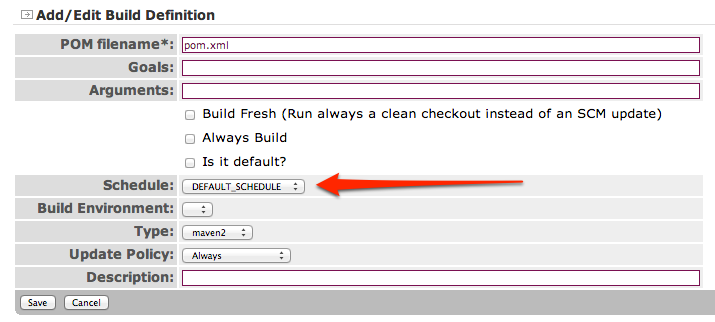 Add/Edit Build Definition
POM filename*: pom.xml
Goals:
Arguments:
Build Fresh (Run always a clean checkout instead of an SCM update)
Always Build
Is it default?
Schedule: DEFAULT_SCHEDULE
Build Environment:
Type: maven2
Update Policy: Always
Description:
Save Cancel